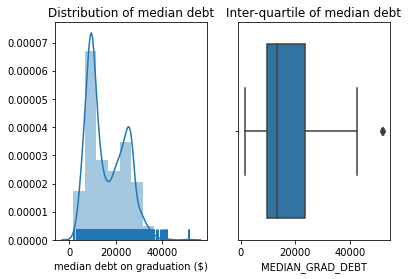 Distribution of median debt
0.00007
0.00006
0.00005
0.00004
0.00003
0.00002
0.00001
0.00000
0 20000 40000
median debt on graduation ($)
Inter-quartile of median debt
0 20000 40000
MEDIAN_GRAD_DEBT